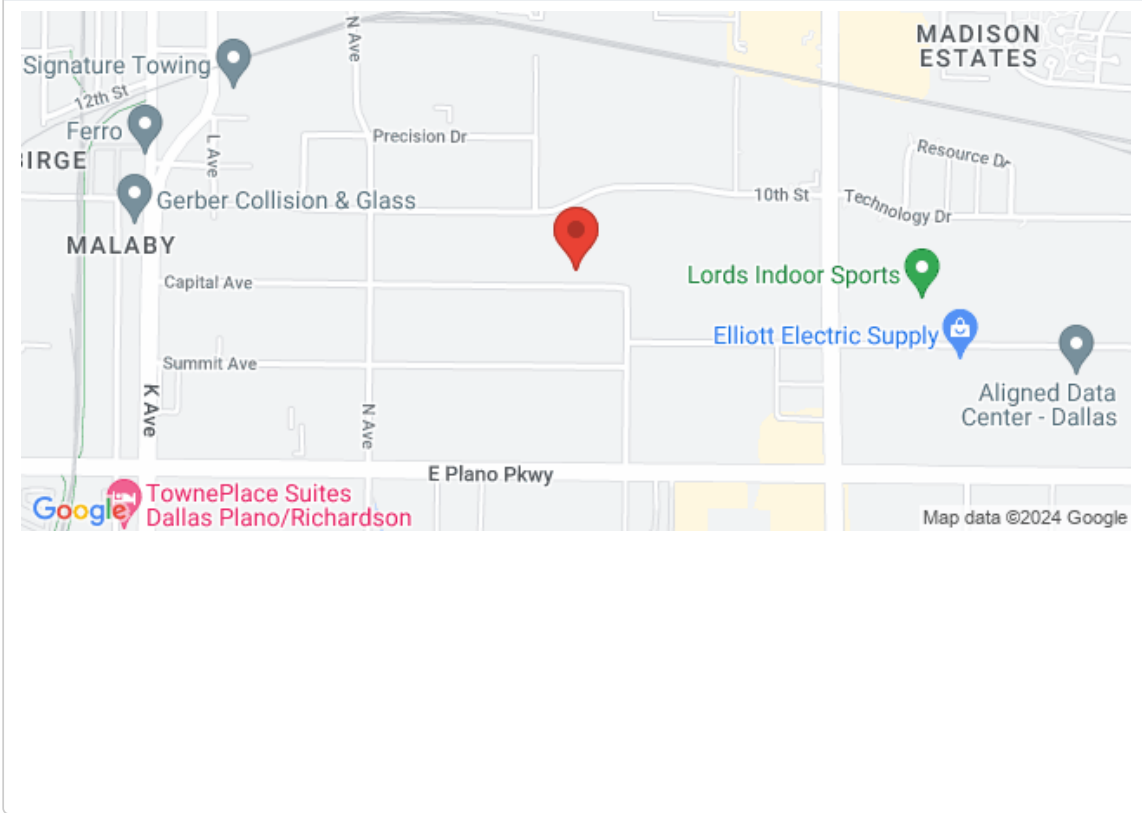 MADISON
ESTATES
N Ave
Signature Towing
12th St
Ferro
L Ave
Precision Dr
Resource Dr
BIRGE
Gerber Collision & Glass
10th St
Technology Dr
MALABY
Capital Ave
Lords Indoor Sports
Elliott Electric Supply
Summit Ave
K Ave
N Ave
Aligned Data
Center - Dallas
E Plano Pkwy
TownePlace Suites
Dallas Plano/Richardson
Google
Map data ©2024 Google